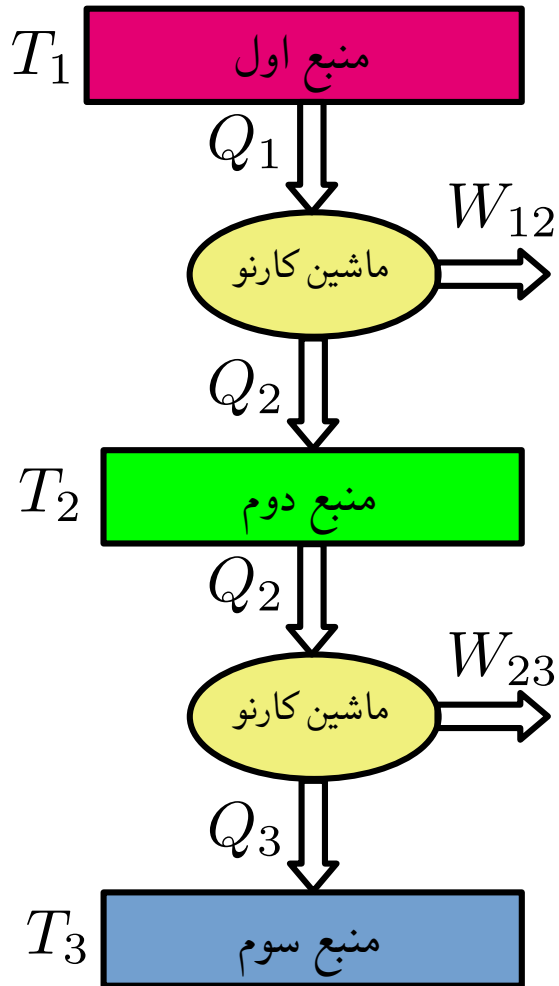 T₁
منبع اول
Q₁
W₁₂
ماشین کارنو
Q₂
T₂
منبع دوم
Q₂
W₂₃
ماشین کارنو
Q₃
T₃
منبع سوم